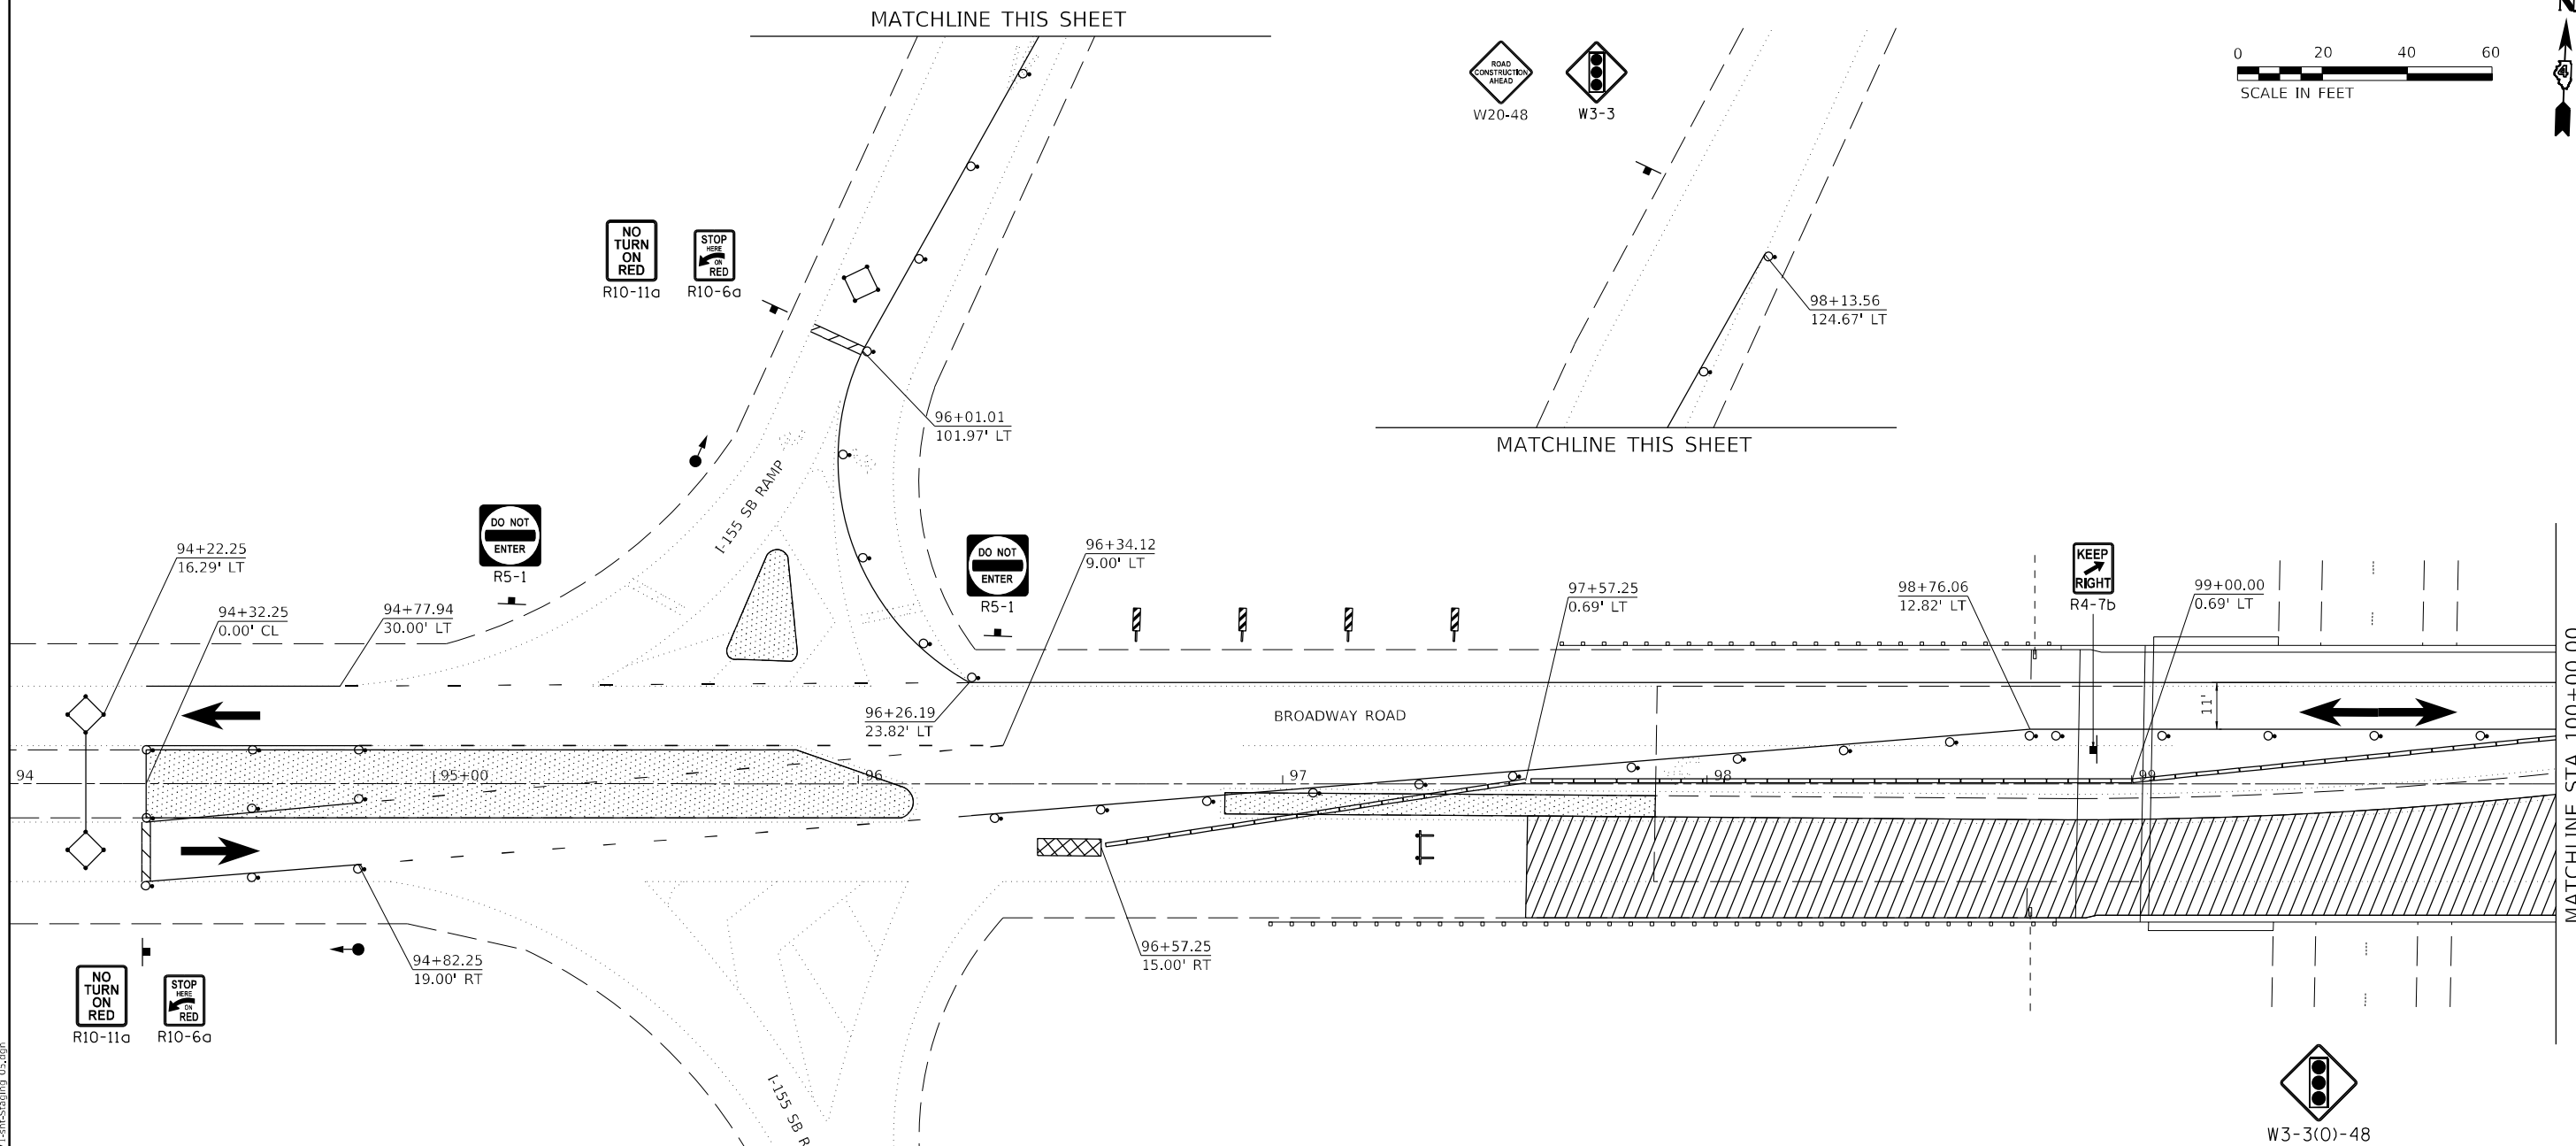 MATCHLINE THIS SHEET
N
4
0 20 40 60
SCALE IN FEET
ROAD
CONSTRUCTION
AHEAD
W20-48
W3-3
NO
TURN
ON
RED
R10-11a
STOP
HERE
ON
RED
R10-6a
98+13.56
124.67' LT
MATCHLINE THIS SHEET
96+01.01
101.97' LT
I-155 SB RAMP
DO NOT
ENTER
R5-1
DO NOT
ENTER
R5-1
94+22.25
16.29' LT
94+32.25
0.00' CL
94+77.94
30.00' LT
96+34.12
9.00' LT
97+57.25
0.69' LT
98+76.06
12.82' LT
KEEP
RIGHT
R4-7b
99+00.00
0.69' LT
96+26.19
23.82' LT
BROADWAY ROAD
11'
94
95+00
96
97
98
99
MATCHLINE STA 100+00.00
94+82.25
19.00' RT
96+57.25
15.00' RT
NO
TURN
ON
RED
R10-11a
STOP
HERE
ON
RED
R10-6a
I-155 SB R
W3-3(O)-48